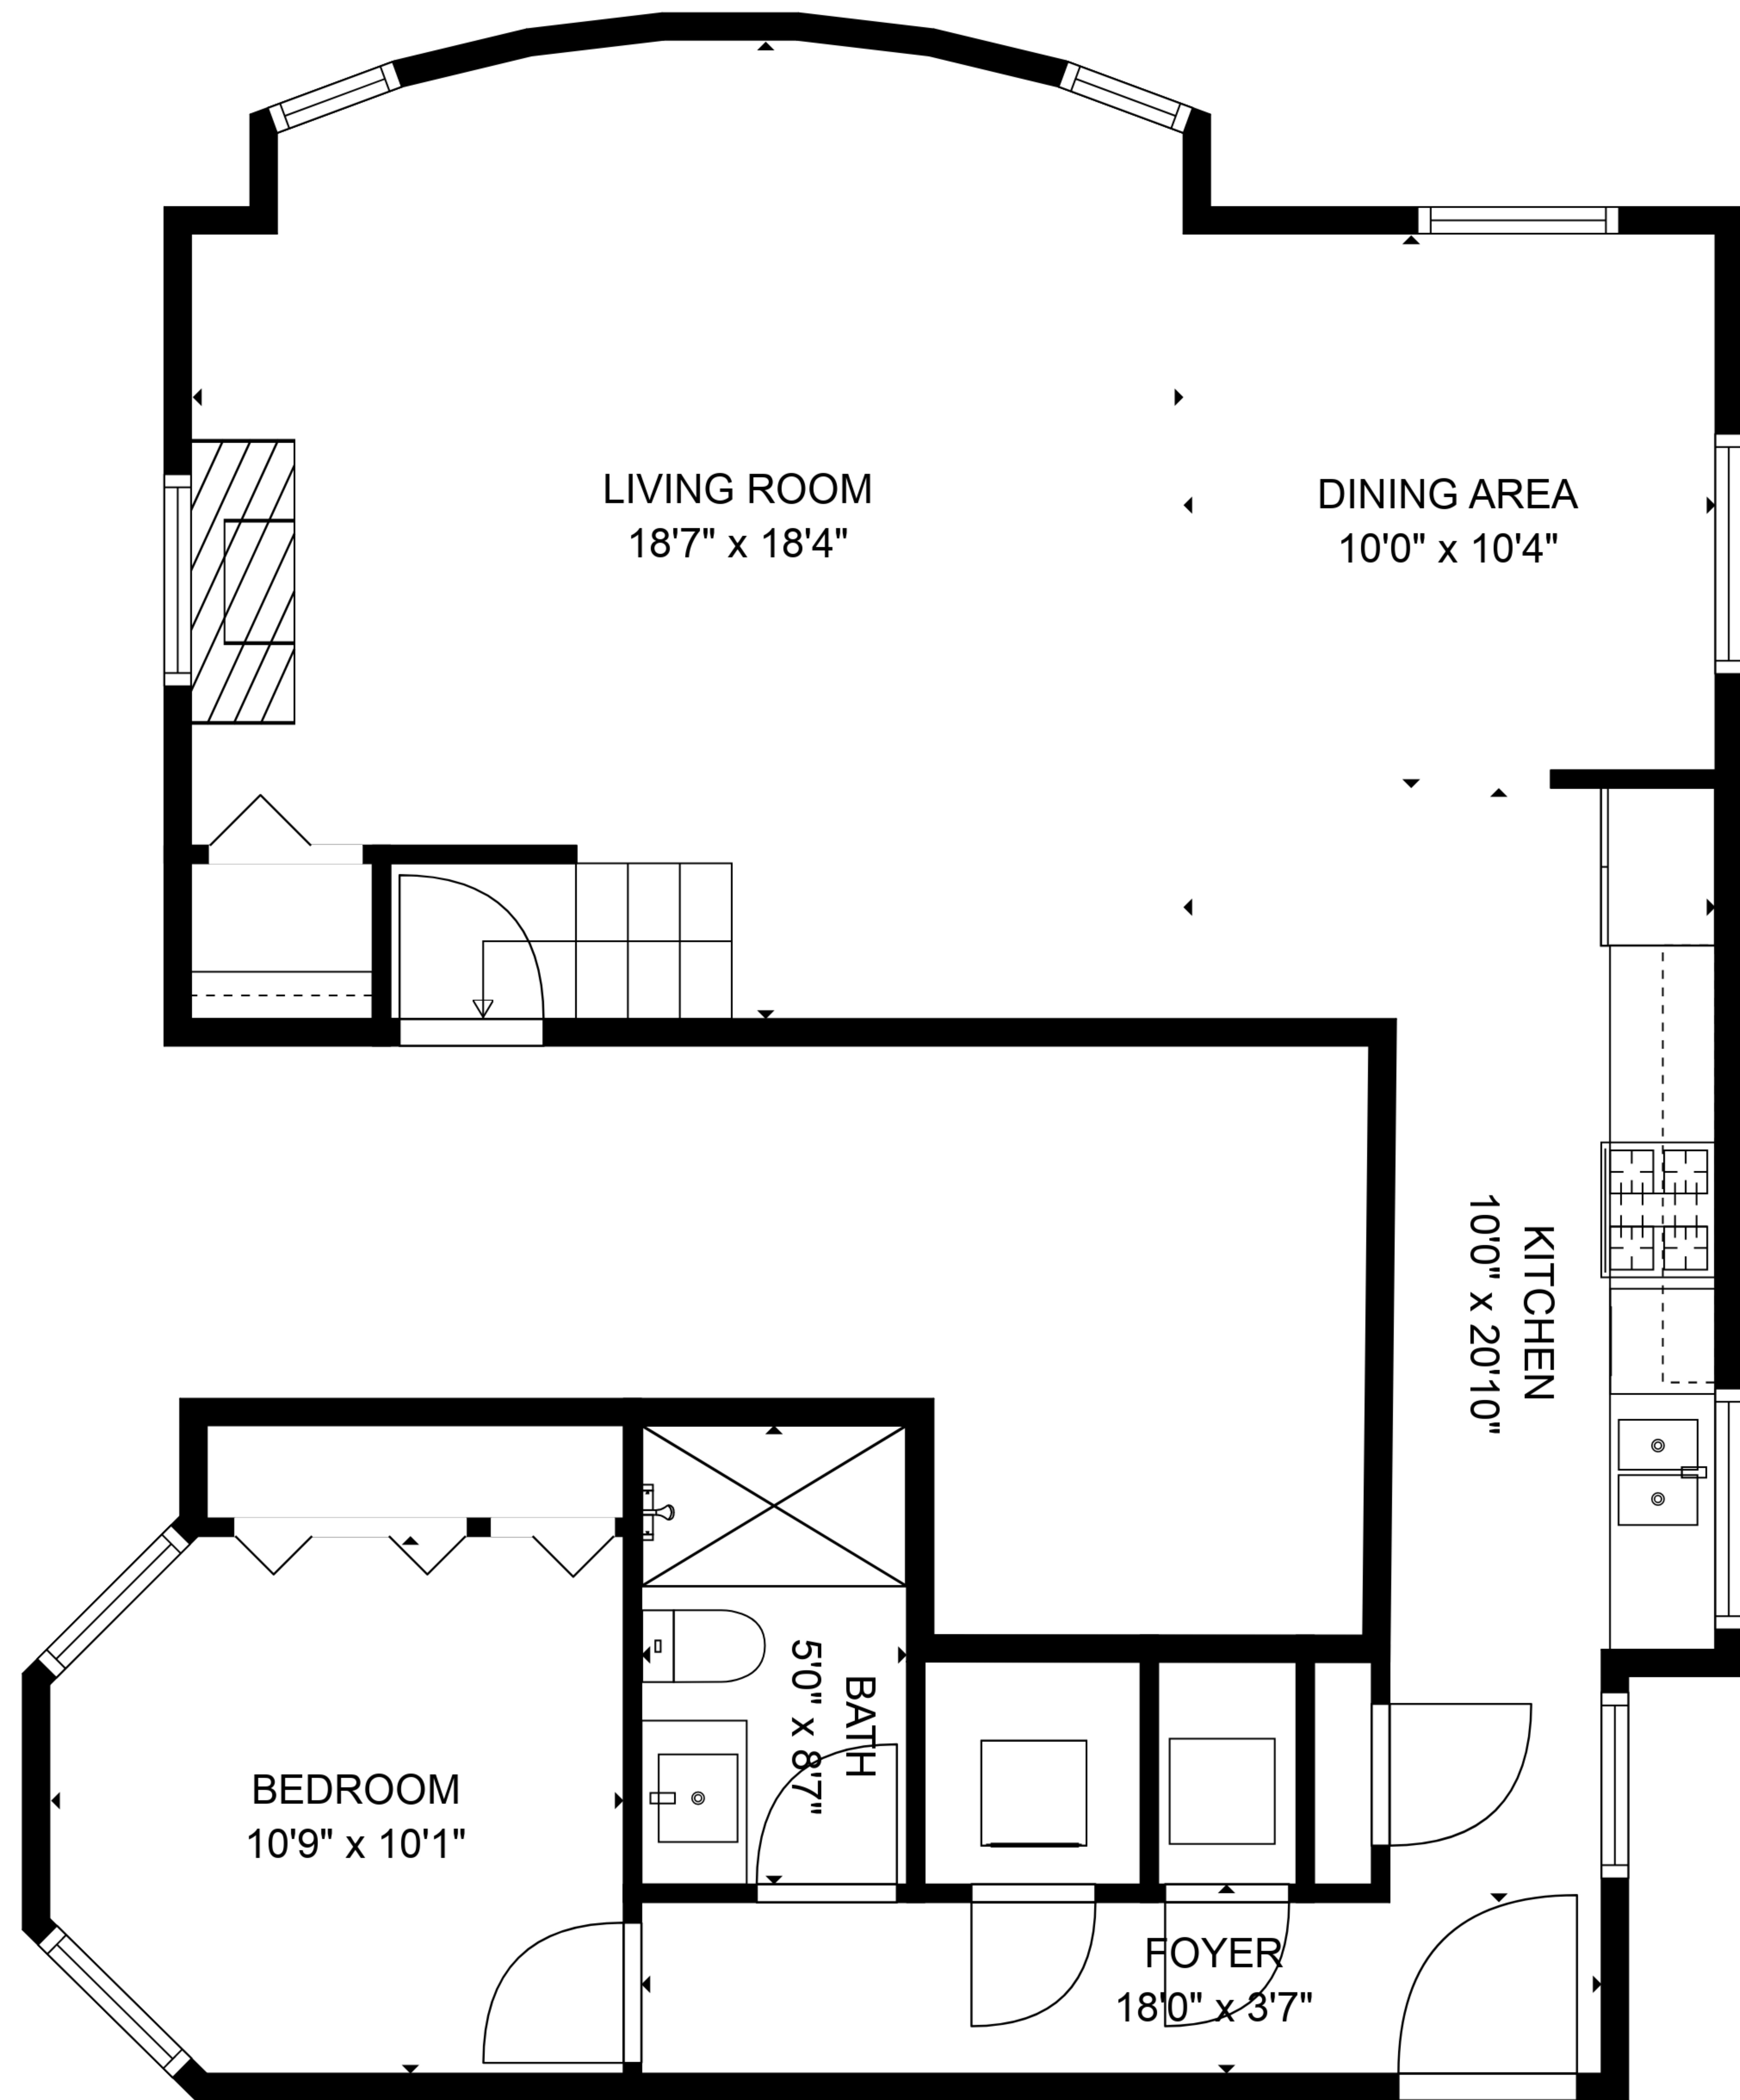 LIVING ROOM
18'7" x 18'4"
DINING AREA
10'0" x 10'4"
KITCHEN
10'0" x 20'10"
BATH
5'0" x 8'7"
BEDROOM
10'9" x 10'1"
FOYER
18'0" x 3'7"